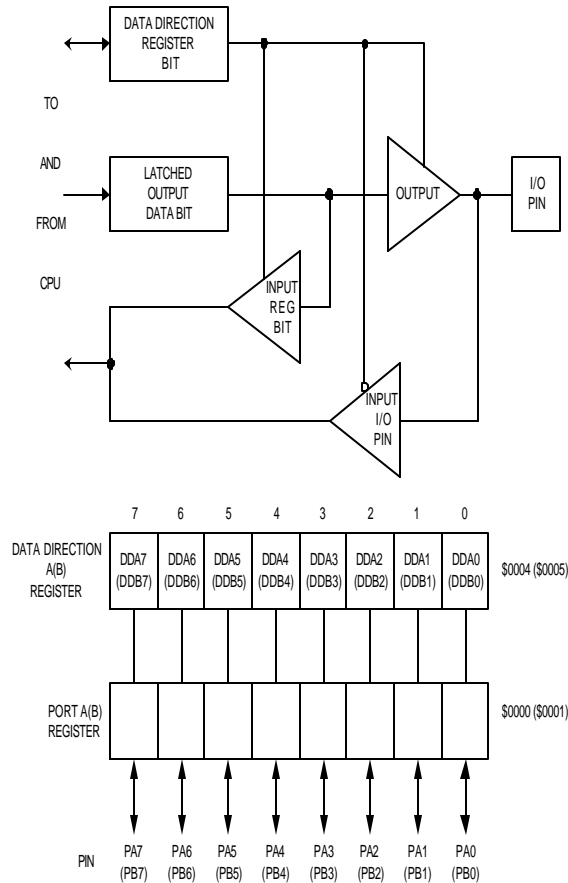 DATA DIRECTION
REGISTER
BIT
TO
AND
FROM
CPU
LATCHED
OUTPUT
DATA BIT
OUTPUT
I/O
PIN
INPUT
REG
BIT
INPUT
I/O
PIN
7 6 5 4 3 2 1 0
DATA DIRECTION
A(B)
REGISTER
DDA7 DDA6 DDA5 DDA4 DDA3 DDA2 DDA1 DDA0
(DDB7) (DDB6) (DDB5) (DDB4) (DDB3) (DDB2) (DDB1) (DDB0)
$0004 ($0005)
PORT A(B)
REGISTER
$0000 ($0001)
PIN
PA7 PA6 PA5 PA4 PA3 PA2 PA1 PA0
(PB7) (PB6) (PB5) (PB4) (PB3) (PB2) (PB1) (PB0)